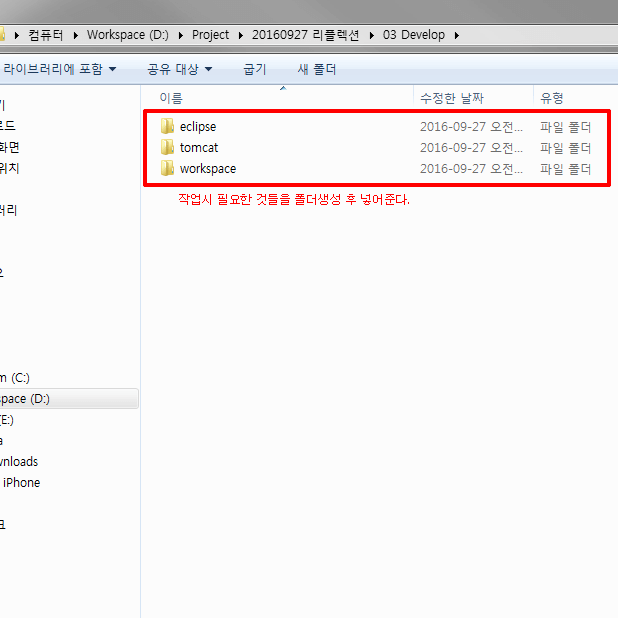 컴퓨터 Workspace (D:) Project 20160927 리플렉션 03 Develop
라이브러리에 포함 공유 대상 굽기 새 폴더
이름 수정한 날짜 유형
eclipse 2016-09-27 오전... 파일 폴더
tomcat 2016-09-27 오전... 파일 폴더
workspace 2016-09-27 오전... 파일 폴더
작업시 필요한 것들을 폴더생성 후 넣어준다.
기
로드
화면
위치
러리
m (C:)
pace (D:)
(E:)
a
wnloads
iPhone
크